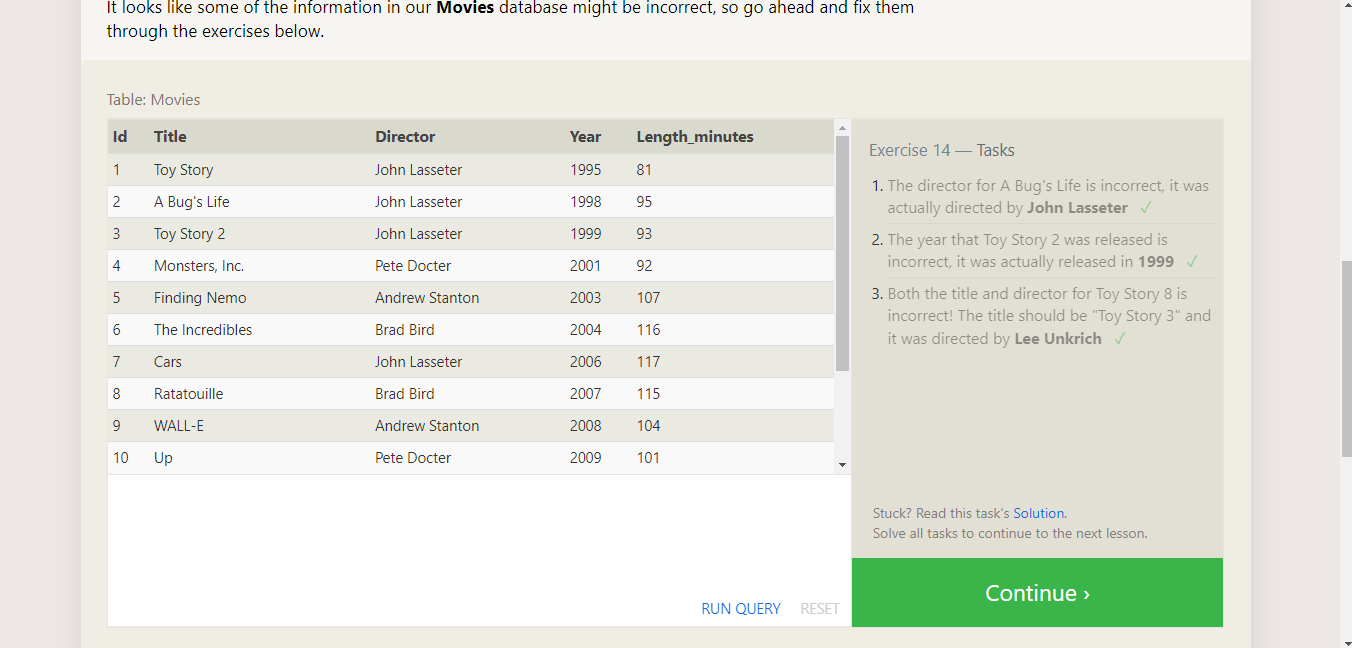 It looks like some of the information in our Movies database might be incorrect, so go ahead and fix them
through the exercises below.
Table: Movies
Id Title Director Year Length_minutes
1 Toy Story John Lasseter 1995 81
2 A Bug's Life John Lasseter 1998 95
3 Toy Story 2 John Lasseter 1999 93
4 Monsters, Inc. Pete Docter 2001 92
5 Finding Nemo Andrew Stanton 2003 107
6 The Incredibles Brad Bird 2004 116
7 Cars John Lasseter 2006 117
8 Ratatouille Brad Bird 2007 115
9 WALL-E Andrew Stanton 2008 104
10 Up Pete Docter 2009 101
RUN QUERY RESET
Exercise 14 — Tasks
1. The director for A Bug's Life is incorrect, it was
actually directed by John Lasseter ✓
2. The year that Toy Story 2 was released is
incorrect, it was actually released in 1999 ✓
3. Both the title and director for Toy Story 8 is
incorrect! The title should be "Toy Story 3" and
it was directed by Lee Unkrich ✓
Stuck? Read this task's Solution.
Solve all tasks to continue to the next lesson.
Continue ›